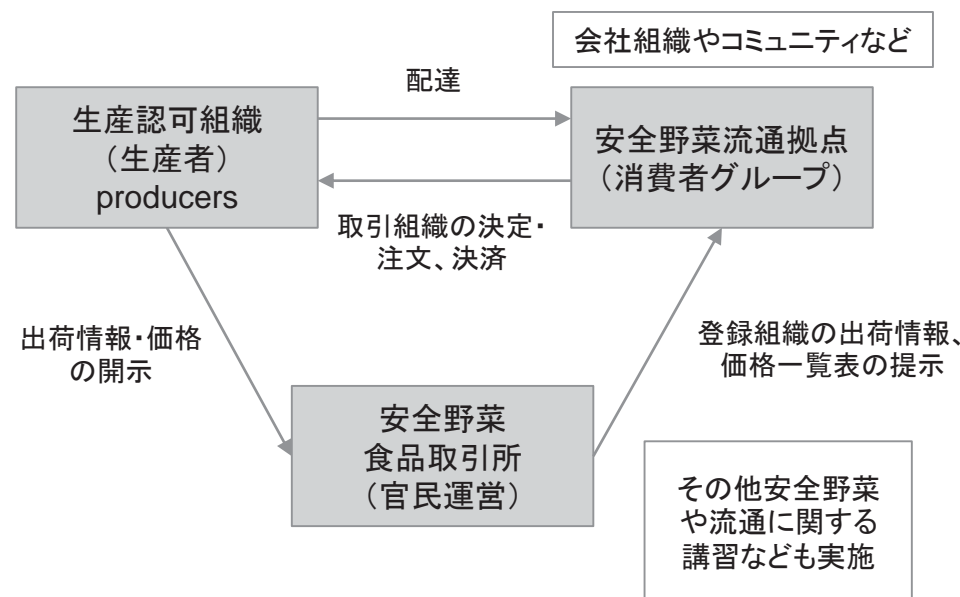 会社組織やコミュニティなど
配達
生産認可組織
（生産者）
producers
安全野菜流通拠点
（消費者グループ）
取引組織の決定・
注文、決済
出荷情報・価格
の開示
登録組織の出荷情報、
価格一覧表の提示
安全野菜
食品取引所
（官民運営）
その他安全野菜
や流通に関する
講習なども実施